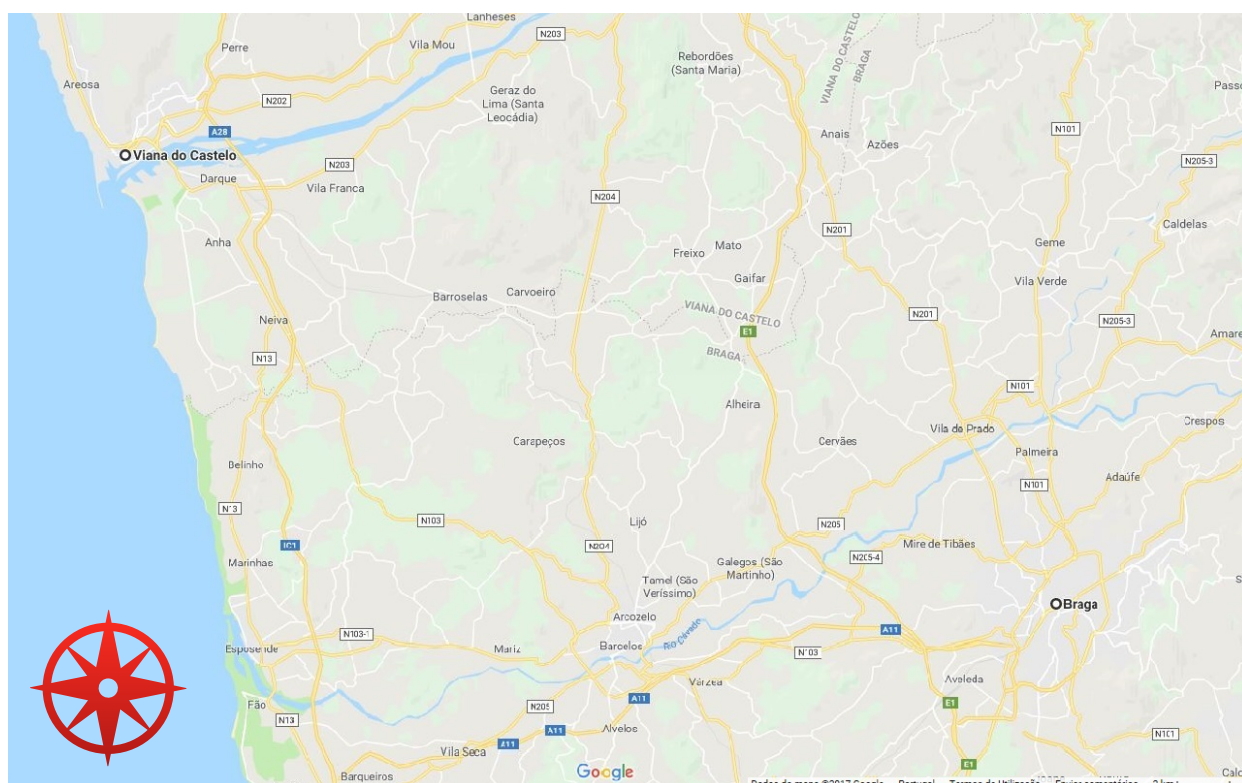 Lanheses
N203
Perre
Vila Mou
Rebordões
(Santa Maria)
VIANA DO CASTELO
BRAGA
Areosa
Geraz do
Lima (Santa
Leocádia)
N202
A28
Anais
Azões
N101
Viana do Castelo
N203
N205-3
Darque
Vila Franca
N204
Caldelas
Anha
Mato
Freixo
N201
Geme
Gaifar
Vila Verde
Barroselas
Carvoeiro
VIANA DO CASTELO
N201
Neiva
E1
N205-3
N13
BRAGA
N101
Alheira
Crespos
Carapeços
Cervães
Vila de Prado
Palmeira
Belinho
Adaúfe
N101
N13
N103
Lijó
N205
IC1
N204
Mire de Tibães
Marinhas
Galegos (São
Martinho)
N205-4
Tamel (São
Veríssimo)
Braga
Arcozelo
N103-1
Rio Cávado
A11
Esposende
Mariz
Barcelos
N103
Várzea
Aveleda
Fão
A11
E1
N13
N205
Alvelos
A11
A11
N101
Vila Seca
Barqueiros
Google
E1